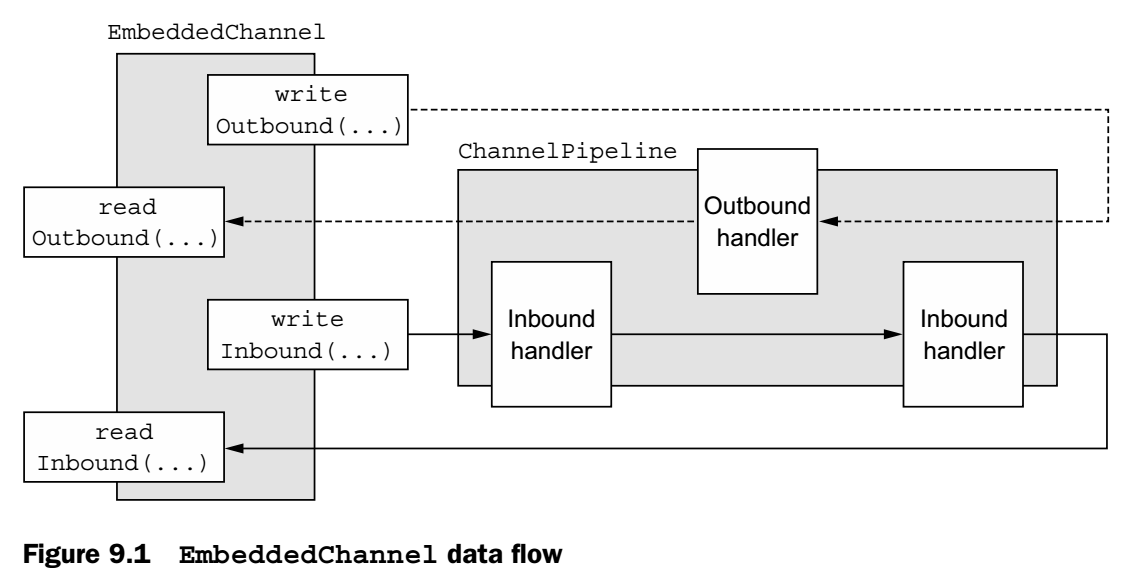 EmbeddedChannel
write
Outbound(...)
ChannelPipeline
read
Outbound(...)
Outbound
handler
write
Inbound(...)
Inbound
handler
Inbound
handler
read
Inbound(...)
Figure 9.1 EmbeddedChannel data flow